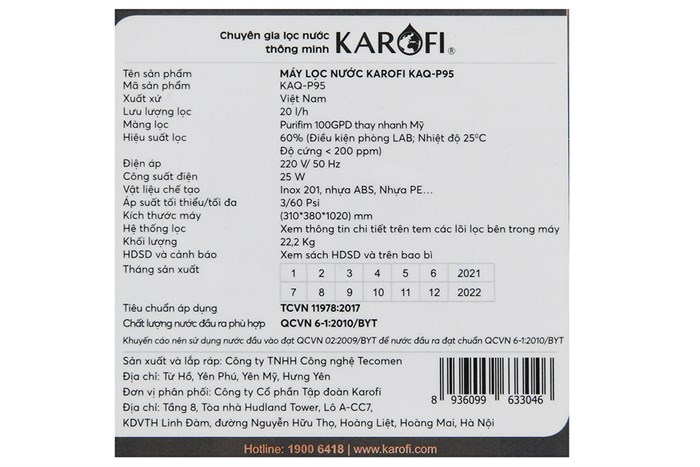 Chuyên gia lọc nước
thông minh KAROFI®
Tên sản phẩm MÁY LỌC NƯỚC KAROFI KAQ-P95
Mã sản phẩm KAQ-P95
Xuất xứ Việt Nam
Lưu lượng lọc 20 l/h
Màng lọc Purifim 100GPD thay nhanh Mỹ
Hiệu suất lọc 60% (Điều kiện phòng LAB; Nhiệt độ 25ºC
Độ cứng < 200 ppm)
Điện áp 220 V/ 50 Hz
Công suất điện 25 W
Vật liệu chế tạo Inox 201, nhựa ABS, Nhựa PE...
Áp suất tối thiểu/tối đa 3/60 Psi
Kích thước máy (310*380*1020) mm
Hệ thống lọc Xem thông tin chi tiết trên tem các lõi lọc bên trong máy
Khối lượng 22,2 Kg
HDSD và cảnh báo Xem sách HDSD và trên bao bì
Tháng sản xuất 1 2 3 4 5 6 2021
7 8 9 10 11 12 2022
Tiêu chuẩn áp dụng TCVN 11978:2017
Chất lượng nước đầu ra phù hợp QCVN 6-1:2010/BYT
Khuyến cáo nên sử dụng nước đầu vào đạt QCVN 02:2009/BYT để nước đầu ra đạt chuẩn QCVN 6-1:2010/BYT
Sản xuất và lắp ráp: Công ty TNHH Công nghệ Tecomen
Địa chỉ: Từ Hồ, Yên Phú, Yên Mỹ, Hưng Yên
Đơn vị phân phối: Công ty Cổ phần Tập đoàn Karofi
Địa chỉ: Tầng 8, Tòa nhà Hudland Tower, Lô A-CC7,
KDVTH Linh Đàm, đường Nguyễn Hữu Thọ, Hoàng Liệt, Hoàng Mai, Hà Nội
8 936099 633046
Hotline: 1900 6418 | www.karofi.com